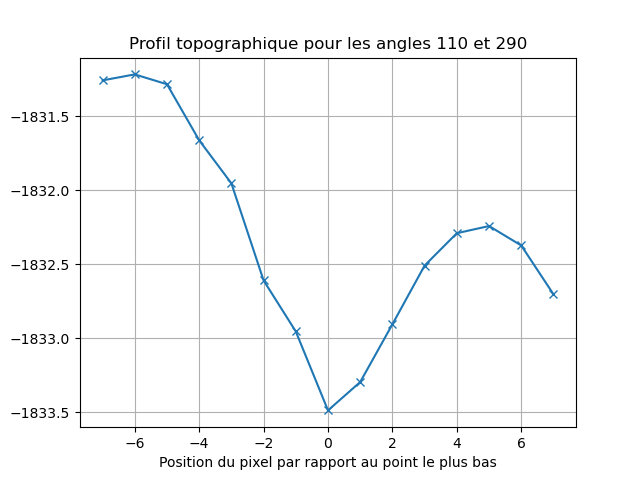 Profil topographique pour les angles 110 et 290
−1831.5
−1832.0
−1832.5
−1833.0
−1833.5
−6 −4 −2 0 2 4 6
Position du pixel par rapport au point le plus bas